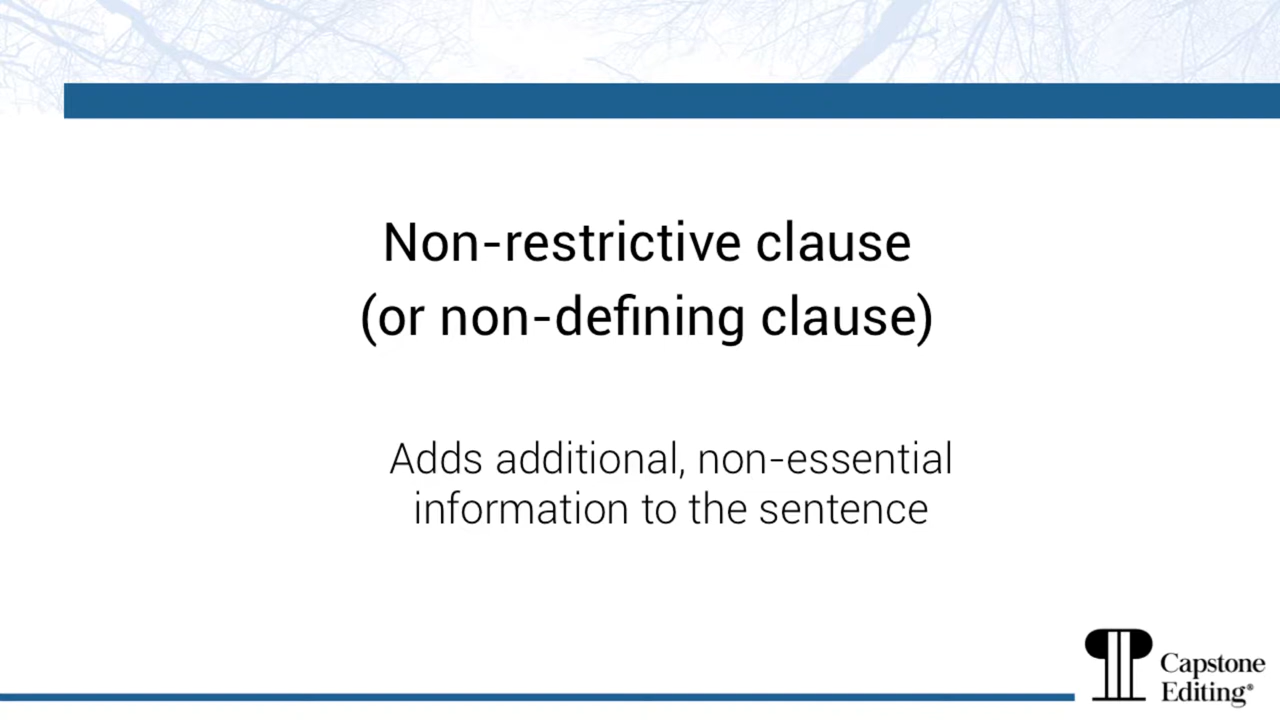 Non-restrictive clause
(or non-defining clause)
Adds additional, non-essential
information to the sentence
Capstone
Editing®